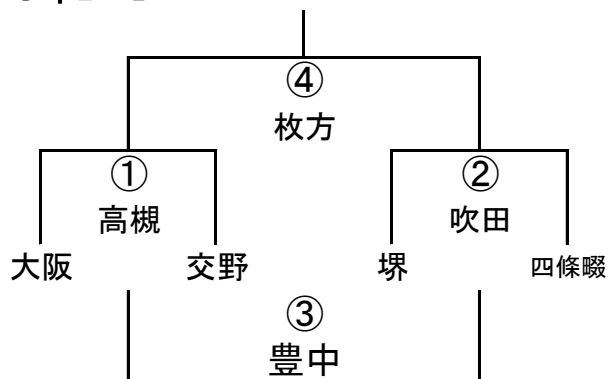 ④
枚方
① ②
高槻 吹田
大阪 交野 堺 四條畷
③
豊中